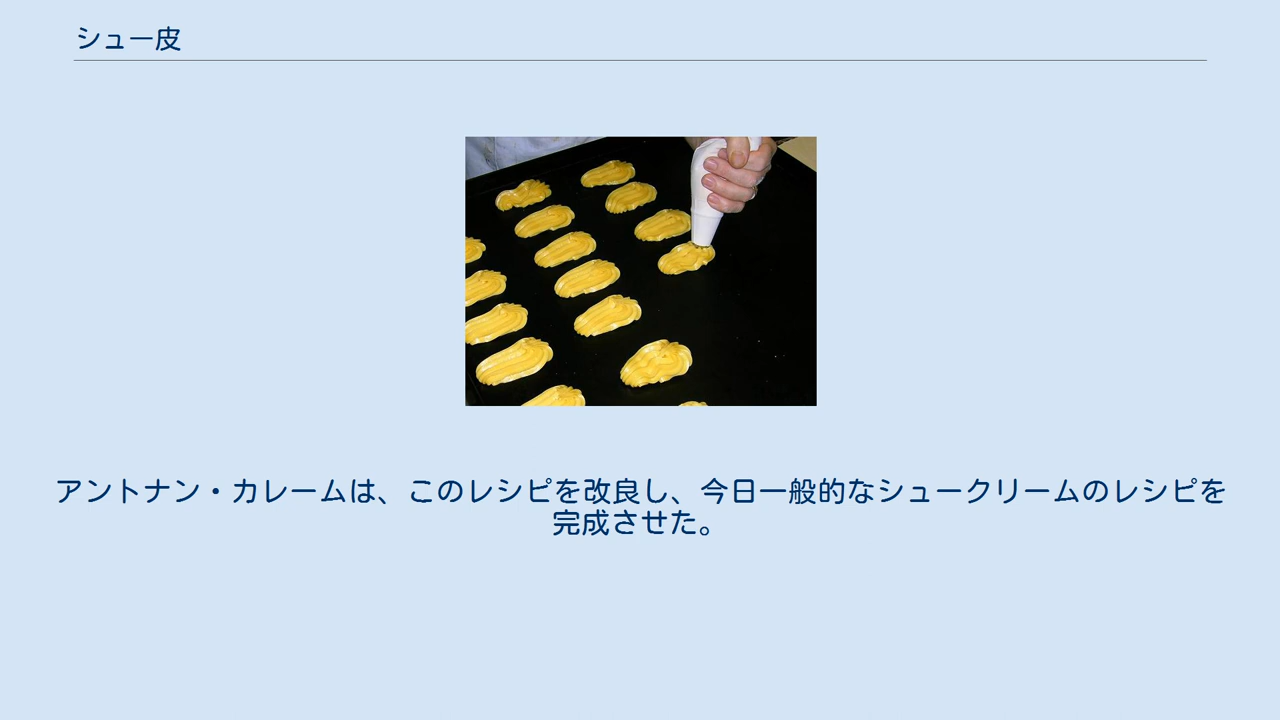 シュー皮
アントナン・カレームは、このレシピを改良し、今日一般的なシュークリームのレシピを
完成させた。